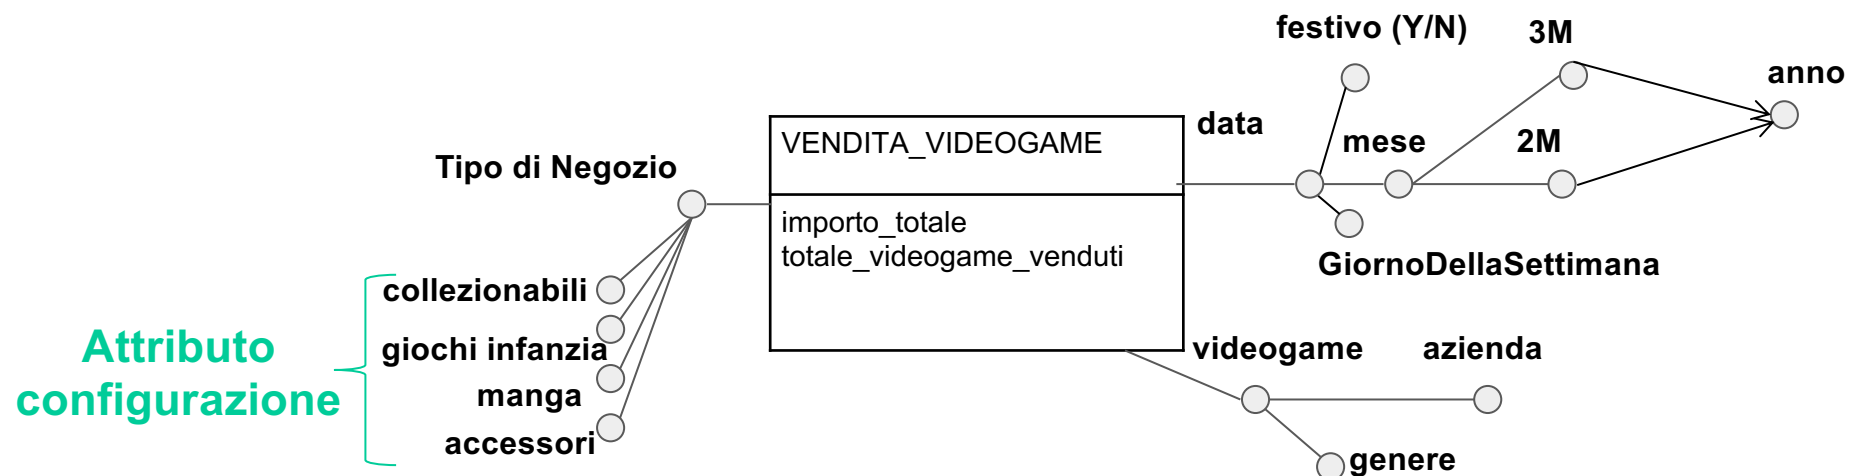 festivo (Y/N)
3M
anno
data
mese
2M
VENDITA_VIDEOGAME
Tipo di Negozio
importo_totale
totale_videogame_venduti
GiornoDellaSettimana
collezionabili
giochi infanzia
manga
accessori
Attributo
configurazione
videogame
azienda
genere